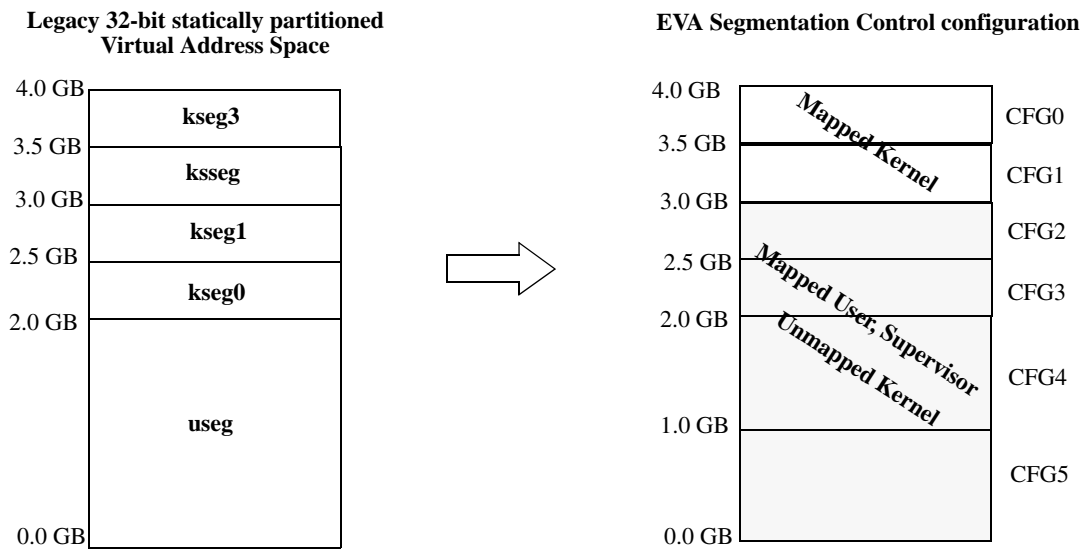 Legacy 32-bit statically partitioned
Virtual Address Space
4.0 GB
kseg3
3.5 GB
ksseg
3.0 GB
kseg1
2.5 GB
kseg0
2.0 GB
useg
0.0 GB
EVA Segmentation Control configuration
4.0 GB
CFG0
Mapped Kernel
3.5 GB
CFG1
3.0 GB
CFG2
2.5 GB
Mapped User, Supervisor
CFG3
2.0 GB
Unmapped Kernel
CFG4
1.0 GB
CFG5
0.0 GB